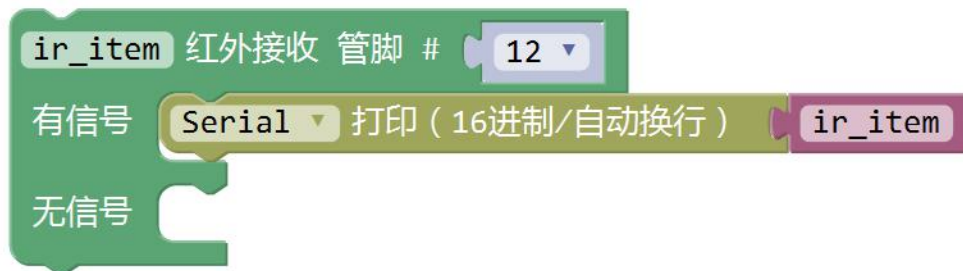 ir_item 红外接收 管脚 # 12
有信号 Serial 打印（16进制/自动换行） ir_item
无信号